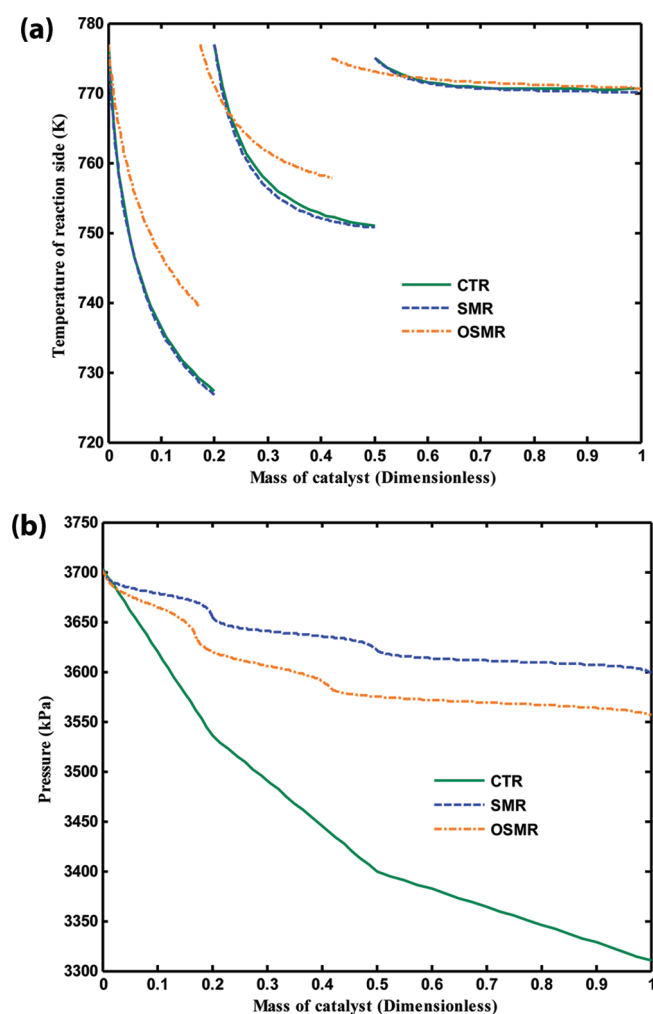 (a)
780
770
760
750
740
730
720
Temperature of reaction side (K)
CTR
SMR
OSMR
0 0.1 0.2 0.3 0.4 0.5 0.6 0.7 0.8 0.9 1
Mass of catalyst (Dimensionless)
(b)
3750
3700
3650
3600
3550
3500
3450
3400
3350
3300
Pressure (kPa)
CTR
SMR
OSMR
0 0.1 0.2 0.3 0.4 0.5 0.6 0.7 0.8 0.9 1
Mass of catalyst (Dimensionless)